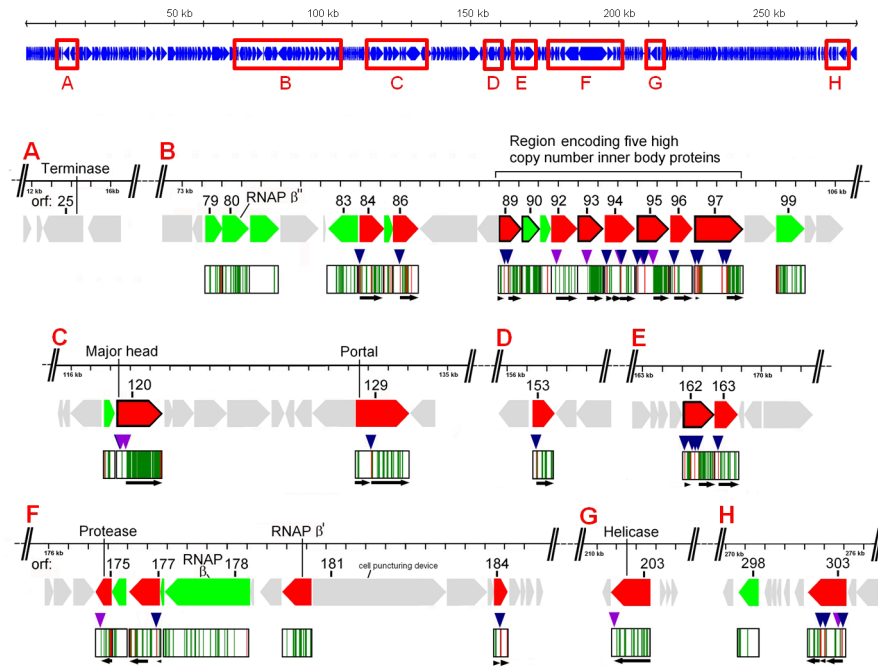 50 kb 100 kb 150 kb 200 kb 250 kb
A B C D E F G H
A B
Region encoding five high
copy number inner body proteins
Terminase
RNAP β"
12 kb 16kb 73 kb 106 kb
orf: 25 79 80 83 84 86 89 90 92 93 94 95 96 97 99
C D E
Major head Portal
116 kb 135 kb 156 kb 163 kb 170 kb
120 129 153 162 163
F G H
Protease RNAP β' Helicase
176 kb 210 kb 270 kb 276 kb
orf: 175 177 RNAP β 178 181 cell puncturing device 184 203 298 303